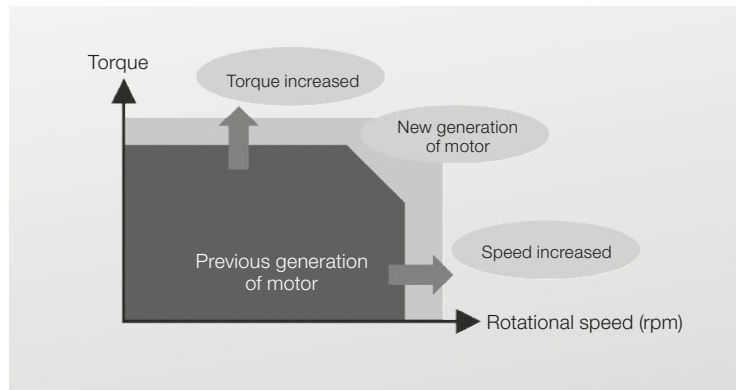 Torque
Torque increased
New generation
of motor
Previous generation
of motor
Speed increased
Rotational speed (rpm)